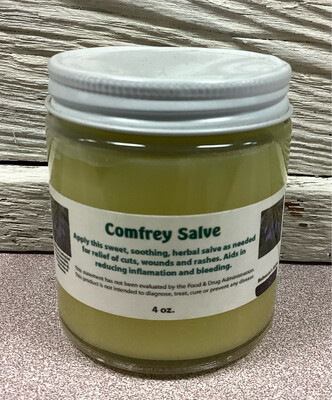 Comfrey Salve
Apply this sweet, soothing, herbal salve as needed
for relief of cuts, wounds and rashes. Aids in
reducing inflamation and bleeding.
This statement has not been evaluated by the Food & Drug Administration
This product is not intended to diagnose, treat, cure or prevent any disease
4 oz.